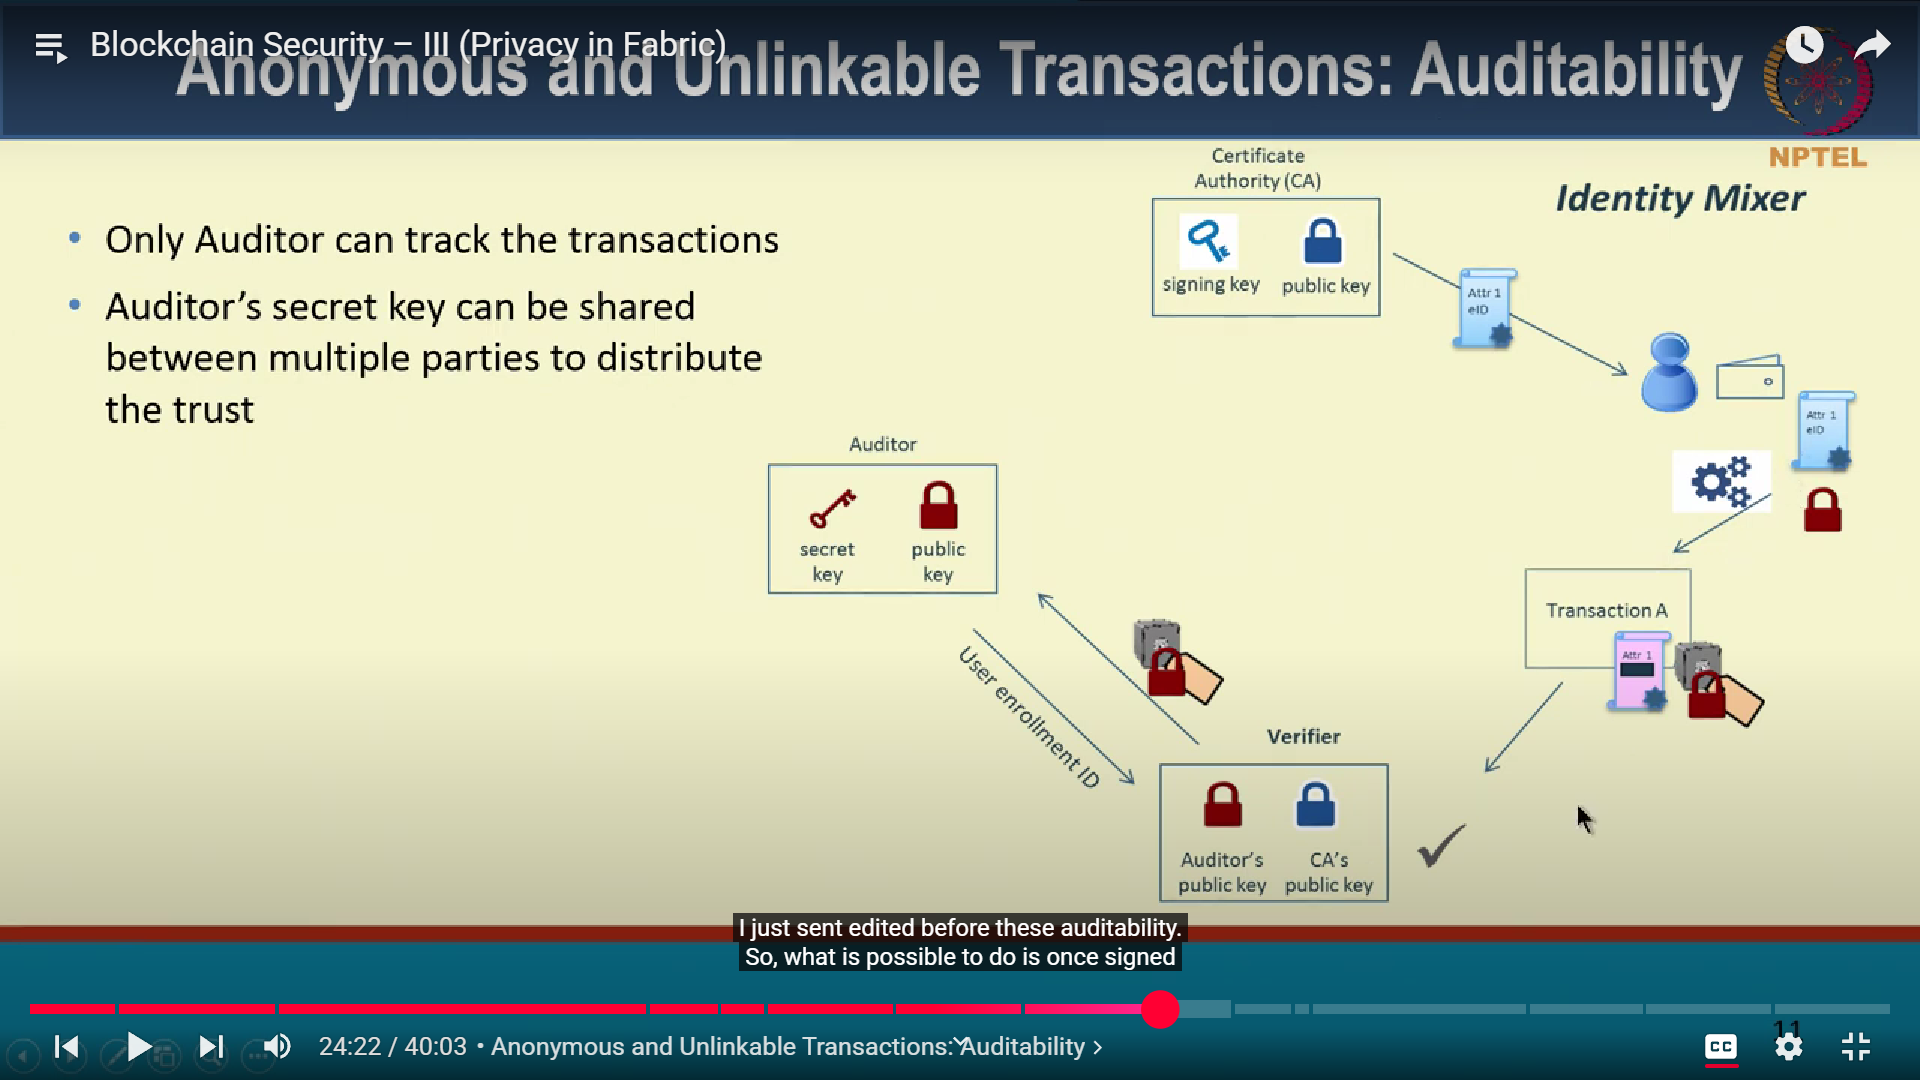 Blockchain Security – III (Privacy in Fabric)
Anonymous and Unlinkable Transactions: Auditability
NPTEL
Identity Mixer
• Only Auditor can track the transactions
• Auditor's secret key can be shared
between multiple parties to distribute
the trust
Certificate
Authority (CA)
signing key
public key
Attr 1
eID
Attr 1
eID
Auditor
secret
key
public
key
User enrollment ID
Transaction A
Attr 1
Verifier
Auditor's
public key
CA's
public key
I just sent edited before these auditability.
So, what is possible to do is once signed
11
24:22 / 40:03 • Anonymous and Unlinkable Transactions: Auditability ›
CC